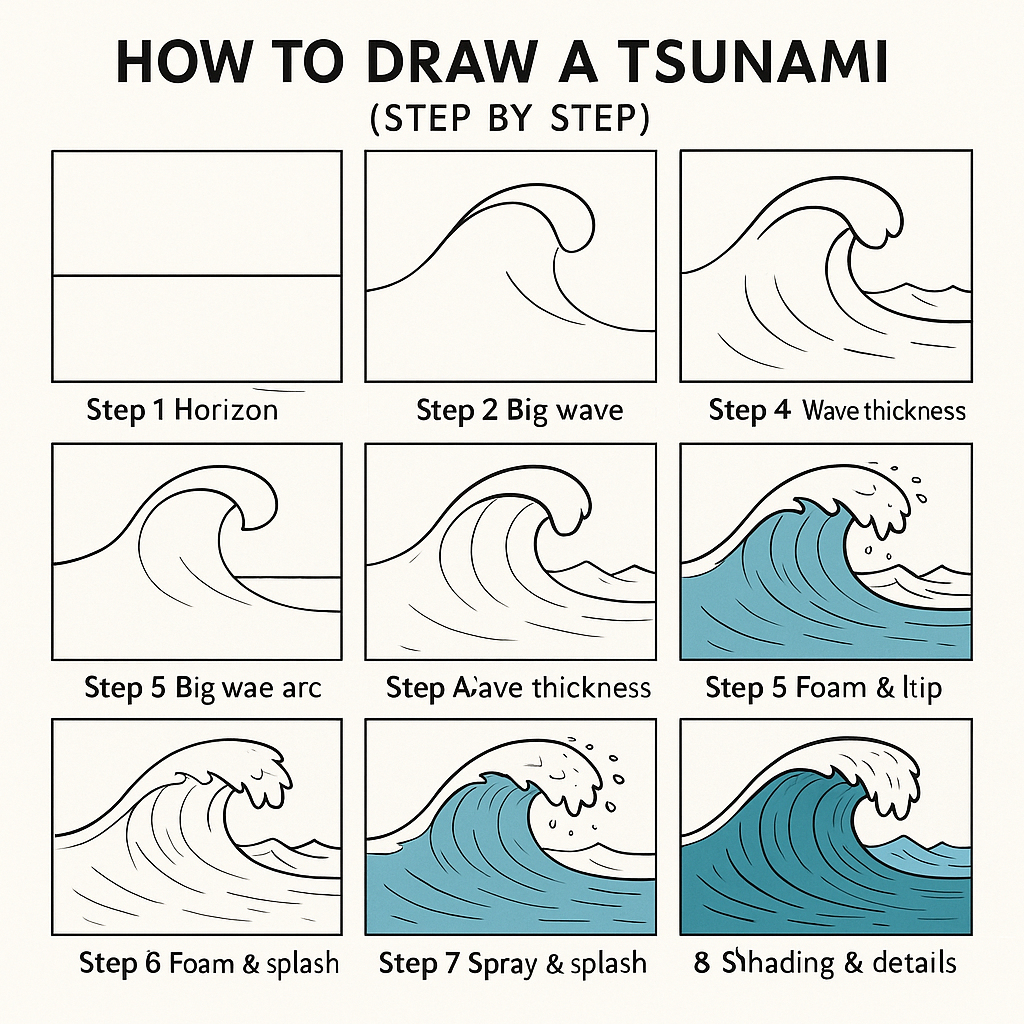 HOW TO DRAW A TSUNAMI
(STEP BY STEP)
Step 1 Horizon
Step 2 Big wave
Step 4 Wave thickness
Step 5 Big wae arc
Step A:ave thickness
Step 5 Foam & ltip
Step 6 Foam & splash
Step 7 Spray & splash
8 Shading & details